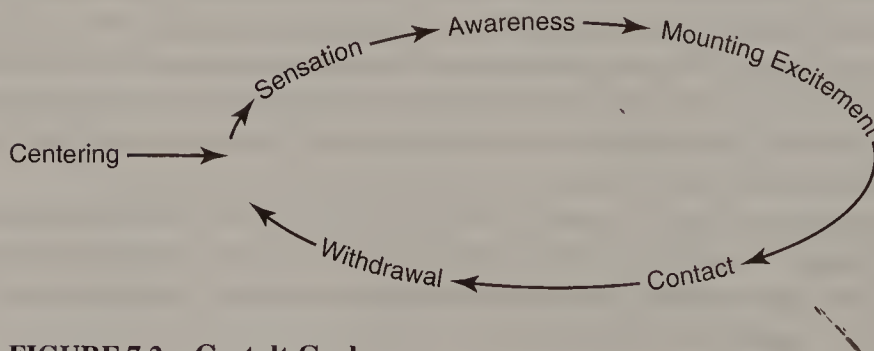 Centering
Sensation
Awareness
Mounting Excitement
Contact
Withdrawal
FIGURE 7.2 Gestalt Cycle